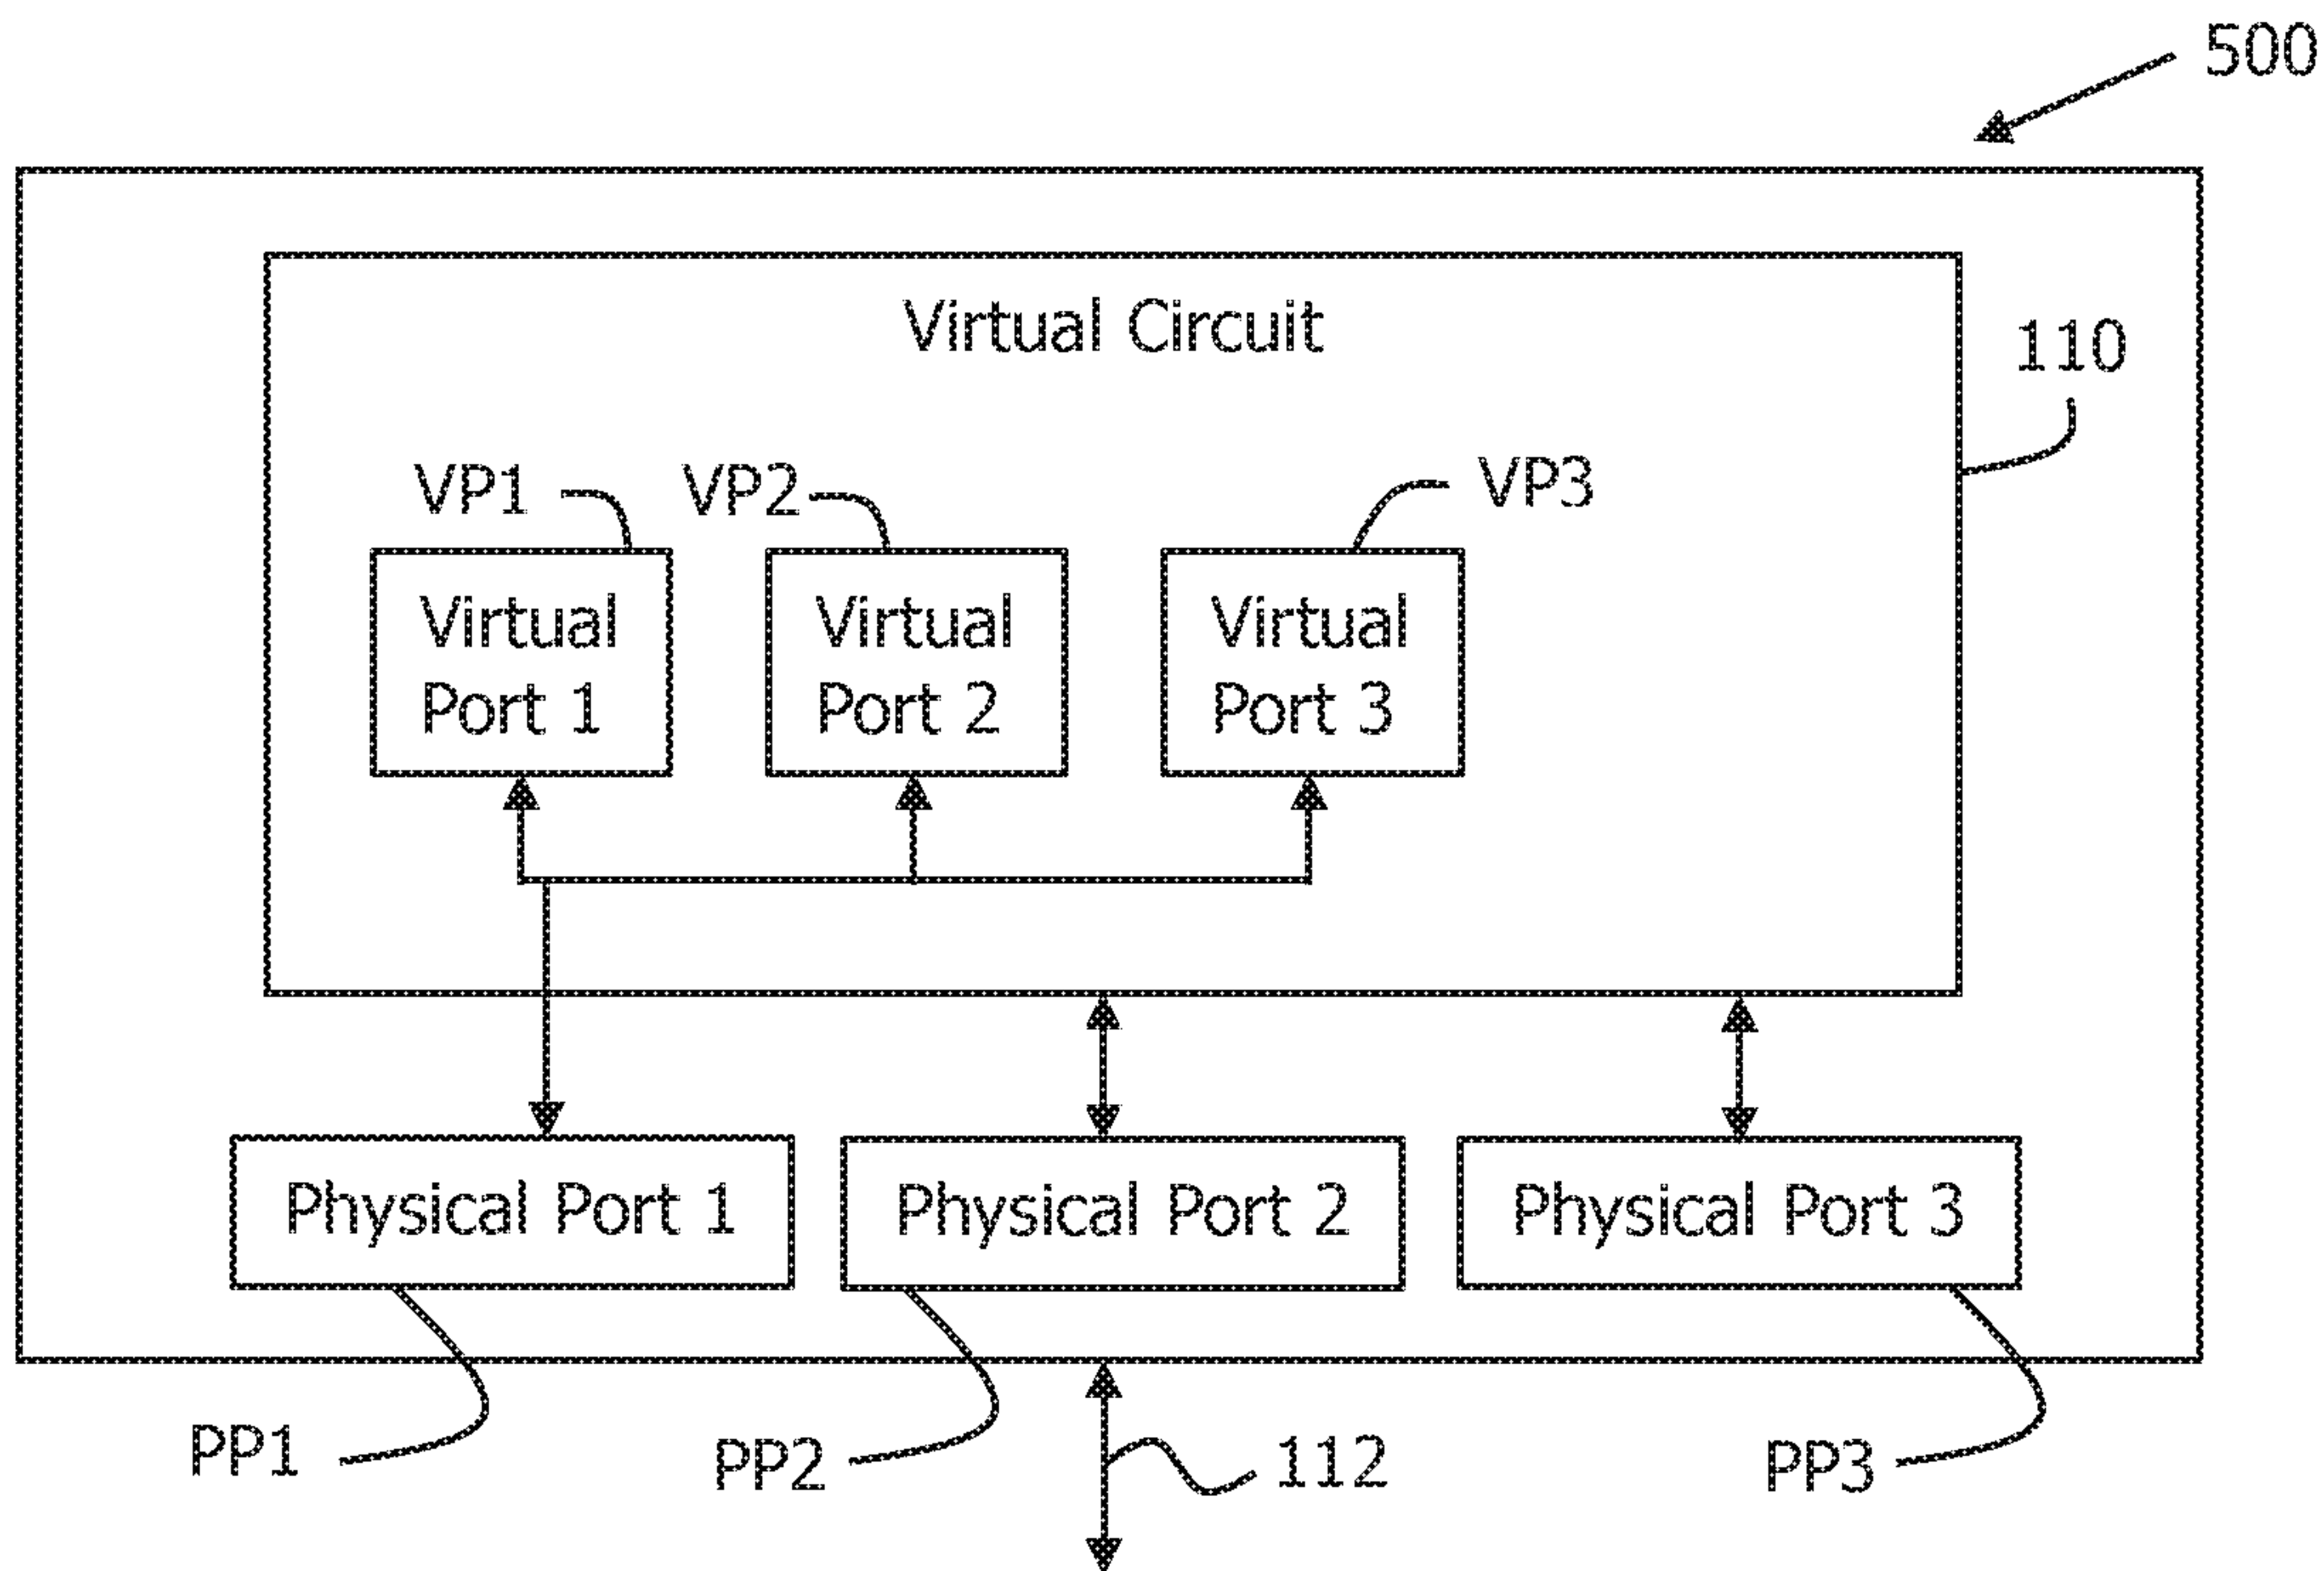 500
Virtual Circuit
110
VP1
VP2
VP3
Virtual
Port 1
Virtual
Port 2
Virtual
Port 3
Physical Port 1
Physical Port 2
Physical Port 3
PP1
PP2
112
PP3